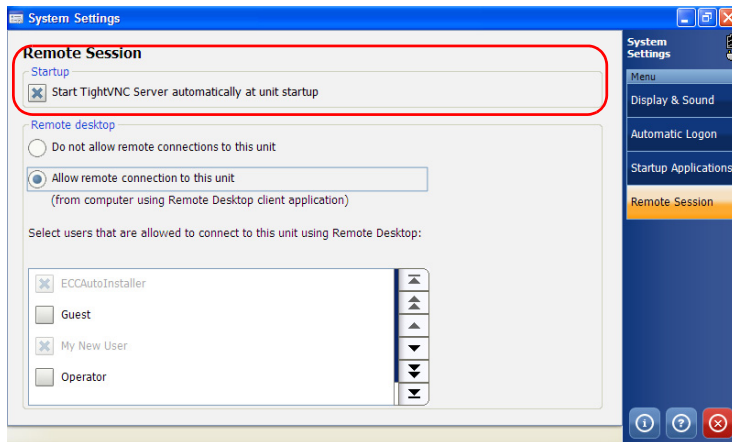 System Settings
Remote Session
Startup
Start TightVNC Server automatically at unit startup
Remote desktop
Do not allow remote connections to this unit
Allow remote connection to this unit
(from computer using Remote Desktop client application)
Select users that are allowed to connect to this unit using Remote Desktop:
ECCAutoInstaller
Guest
My New User
Operator
System
Settings
Menu
Display & Sound
Automatic Logon
Startup Applications
Remote Session